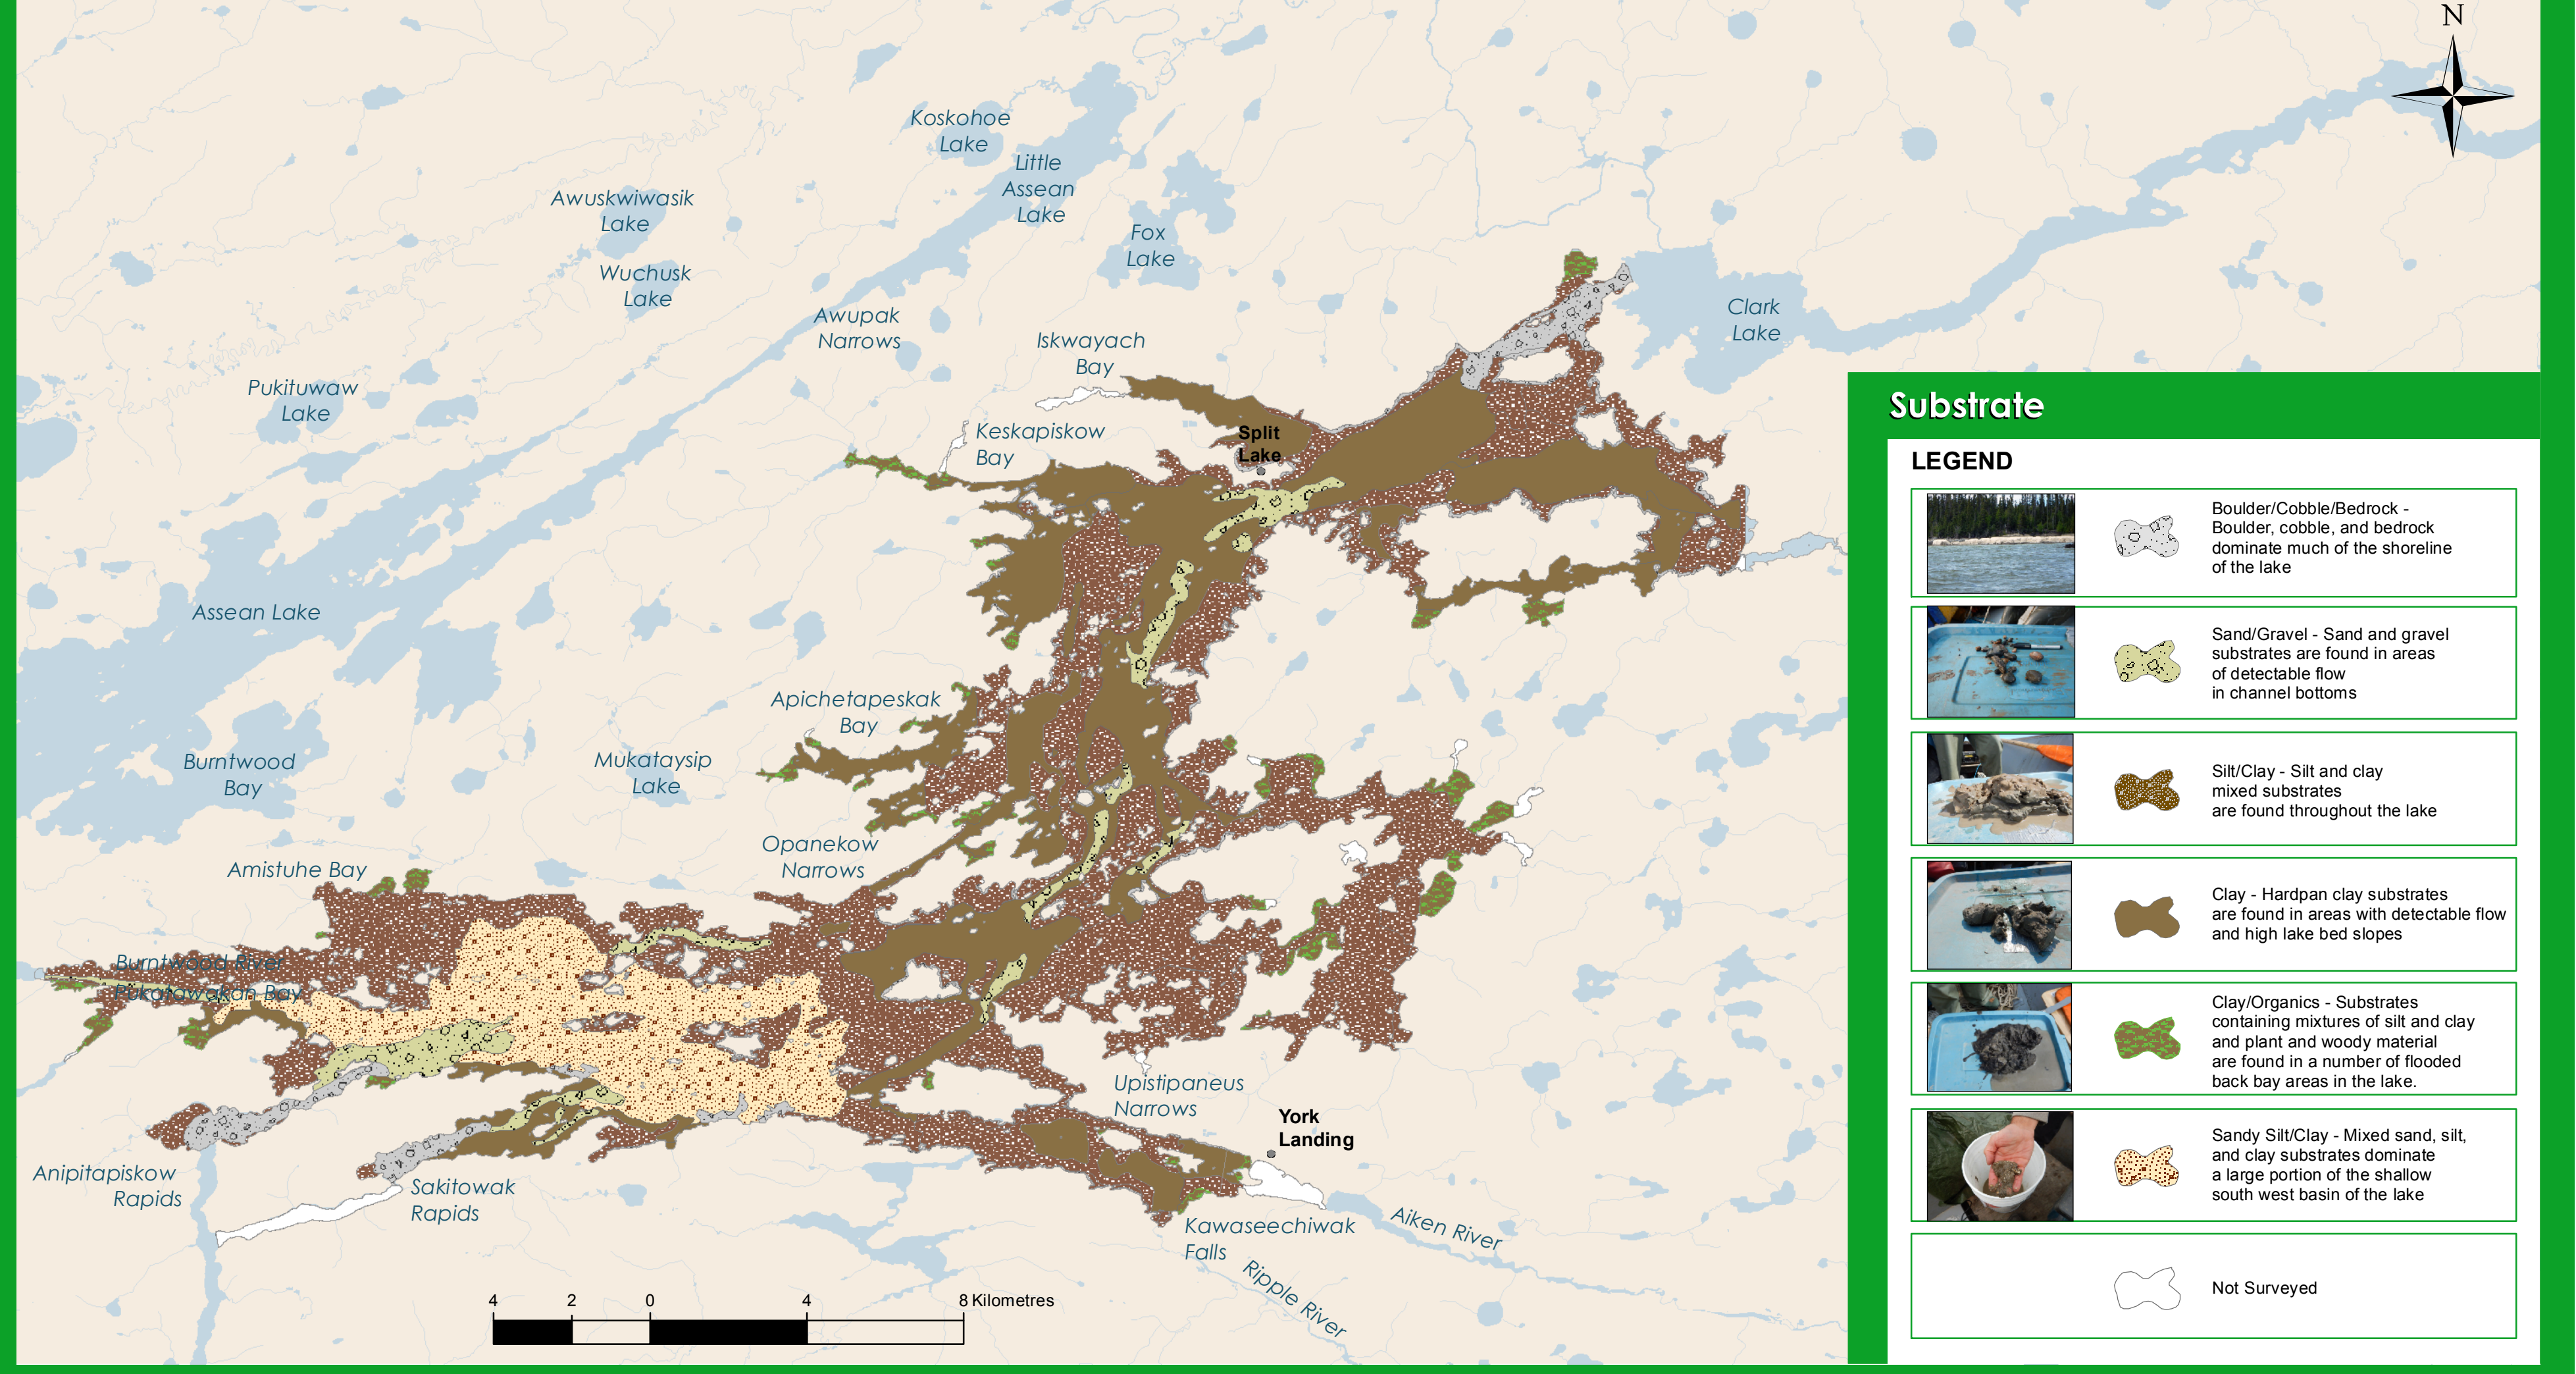 N
Koskohoe
Lake
Little
Assean
Lake
Awuskwiwasik
Lake
Fox
Lake
Wuchusk
Lake
Awupak
Narrows
Clark
Lake
Iskwayach
Bay
Pukituwaw
Lake
Keskapiskow
Bay
Split
Lake
Assean Lake
Apichetapeskak
Bay
Burntwood
Bay
Mukataysip
Lake
Opanekow
Narrows
Amistuhe Bay
Burntwood River
Pukatawakan Bay
Upistipaneus
Narrows
York
Landing
Anipitapiskow
Rapids
Sakitowak
Rapids
Kawaseechiwak
Falls
Aiken River
Ripple River
4 2 0 4 8 Kilometres
Substrate
LEGEND
Boulder/Cobble/Bedrock -
Boulder, cobble, and bedrock
dominate much of the shoreline
of the lake
Sand/Gravel - Sand and gravel
substrates are found in areas
of detectable flow
in channel bottoms
Silt/Clay - Silt and clay
mixed substrates
are found throughout the lake
Clay - Hardpan clay substrates
are found in areas with detectable flow
and high lake bed slopes
Clay/Organics - Substrates
containing mixtures of silt and clay
and plant and woody material
are found in a number of flooded
back bay areas in the lake.
Sandy Silt/Clay - Mixed sand, silt,
and clay substrates dominate
a large portion of the shallow
south west basin of the lake
Not Surveyed